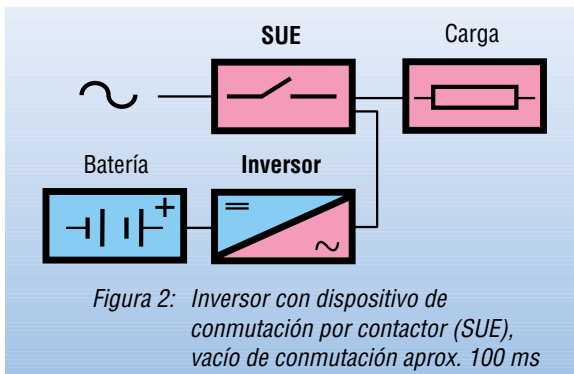 SUE
Carga
Batería
Inversor
Figura 2: Inversor con dispositivo de
conmutación por contactor (SUE),
vacío de conmutación aprox. 100 ms